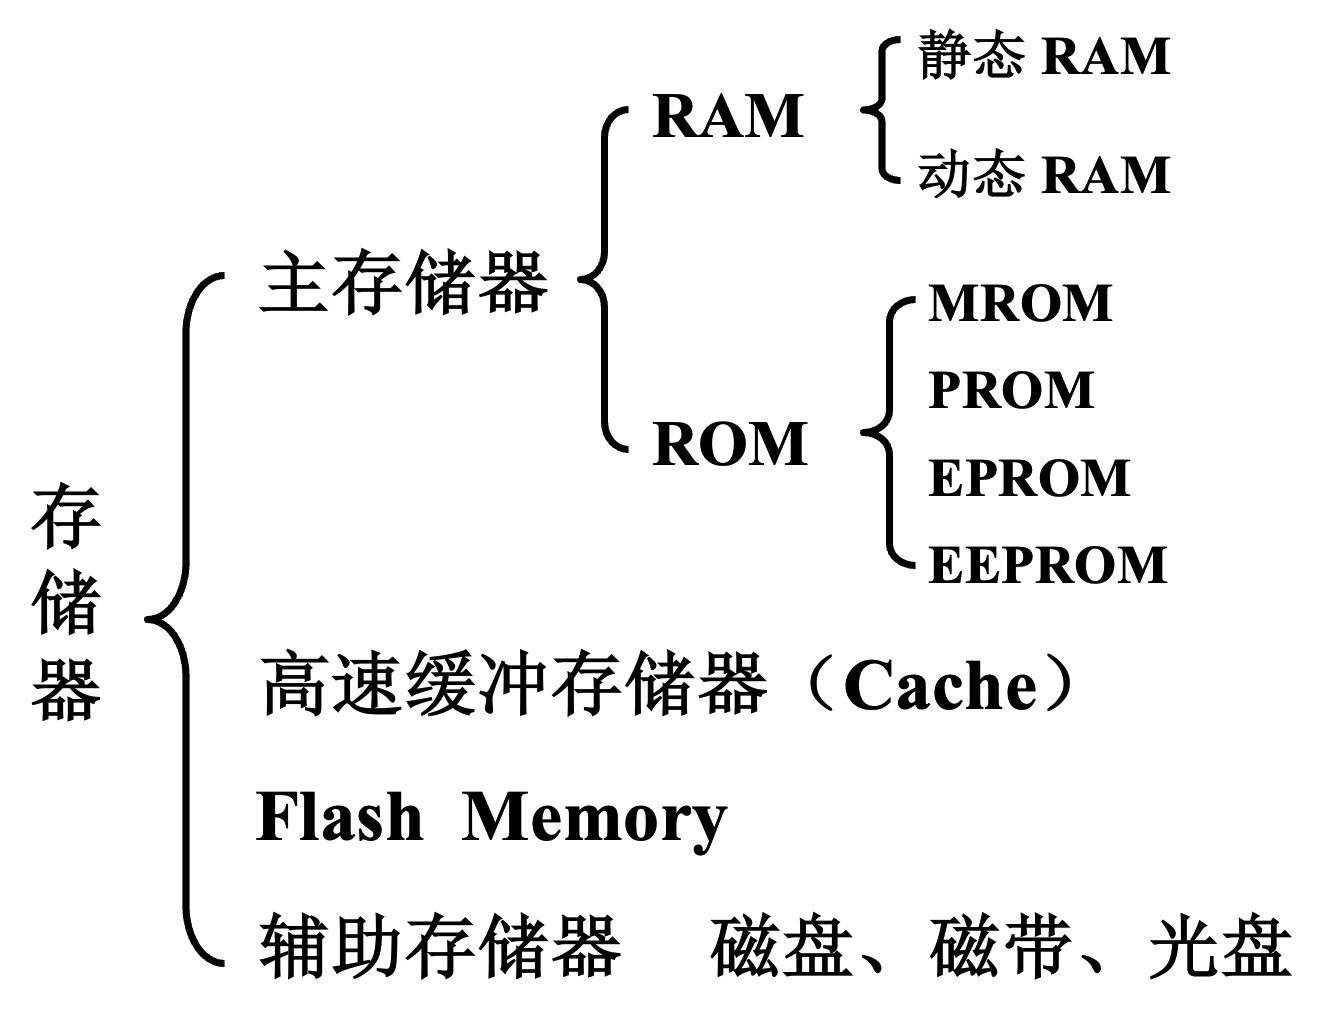 存储器
主存储器
RAM
静态 RAM
动态 RAM
ROM
MROM
PROM
EPROM
EEPROM
高速缓冲存储器（Cache）
Flash Memory
辅助存储器 磁盘、磁带、光盘